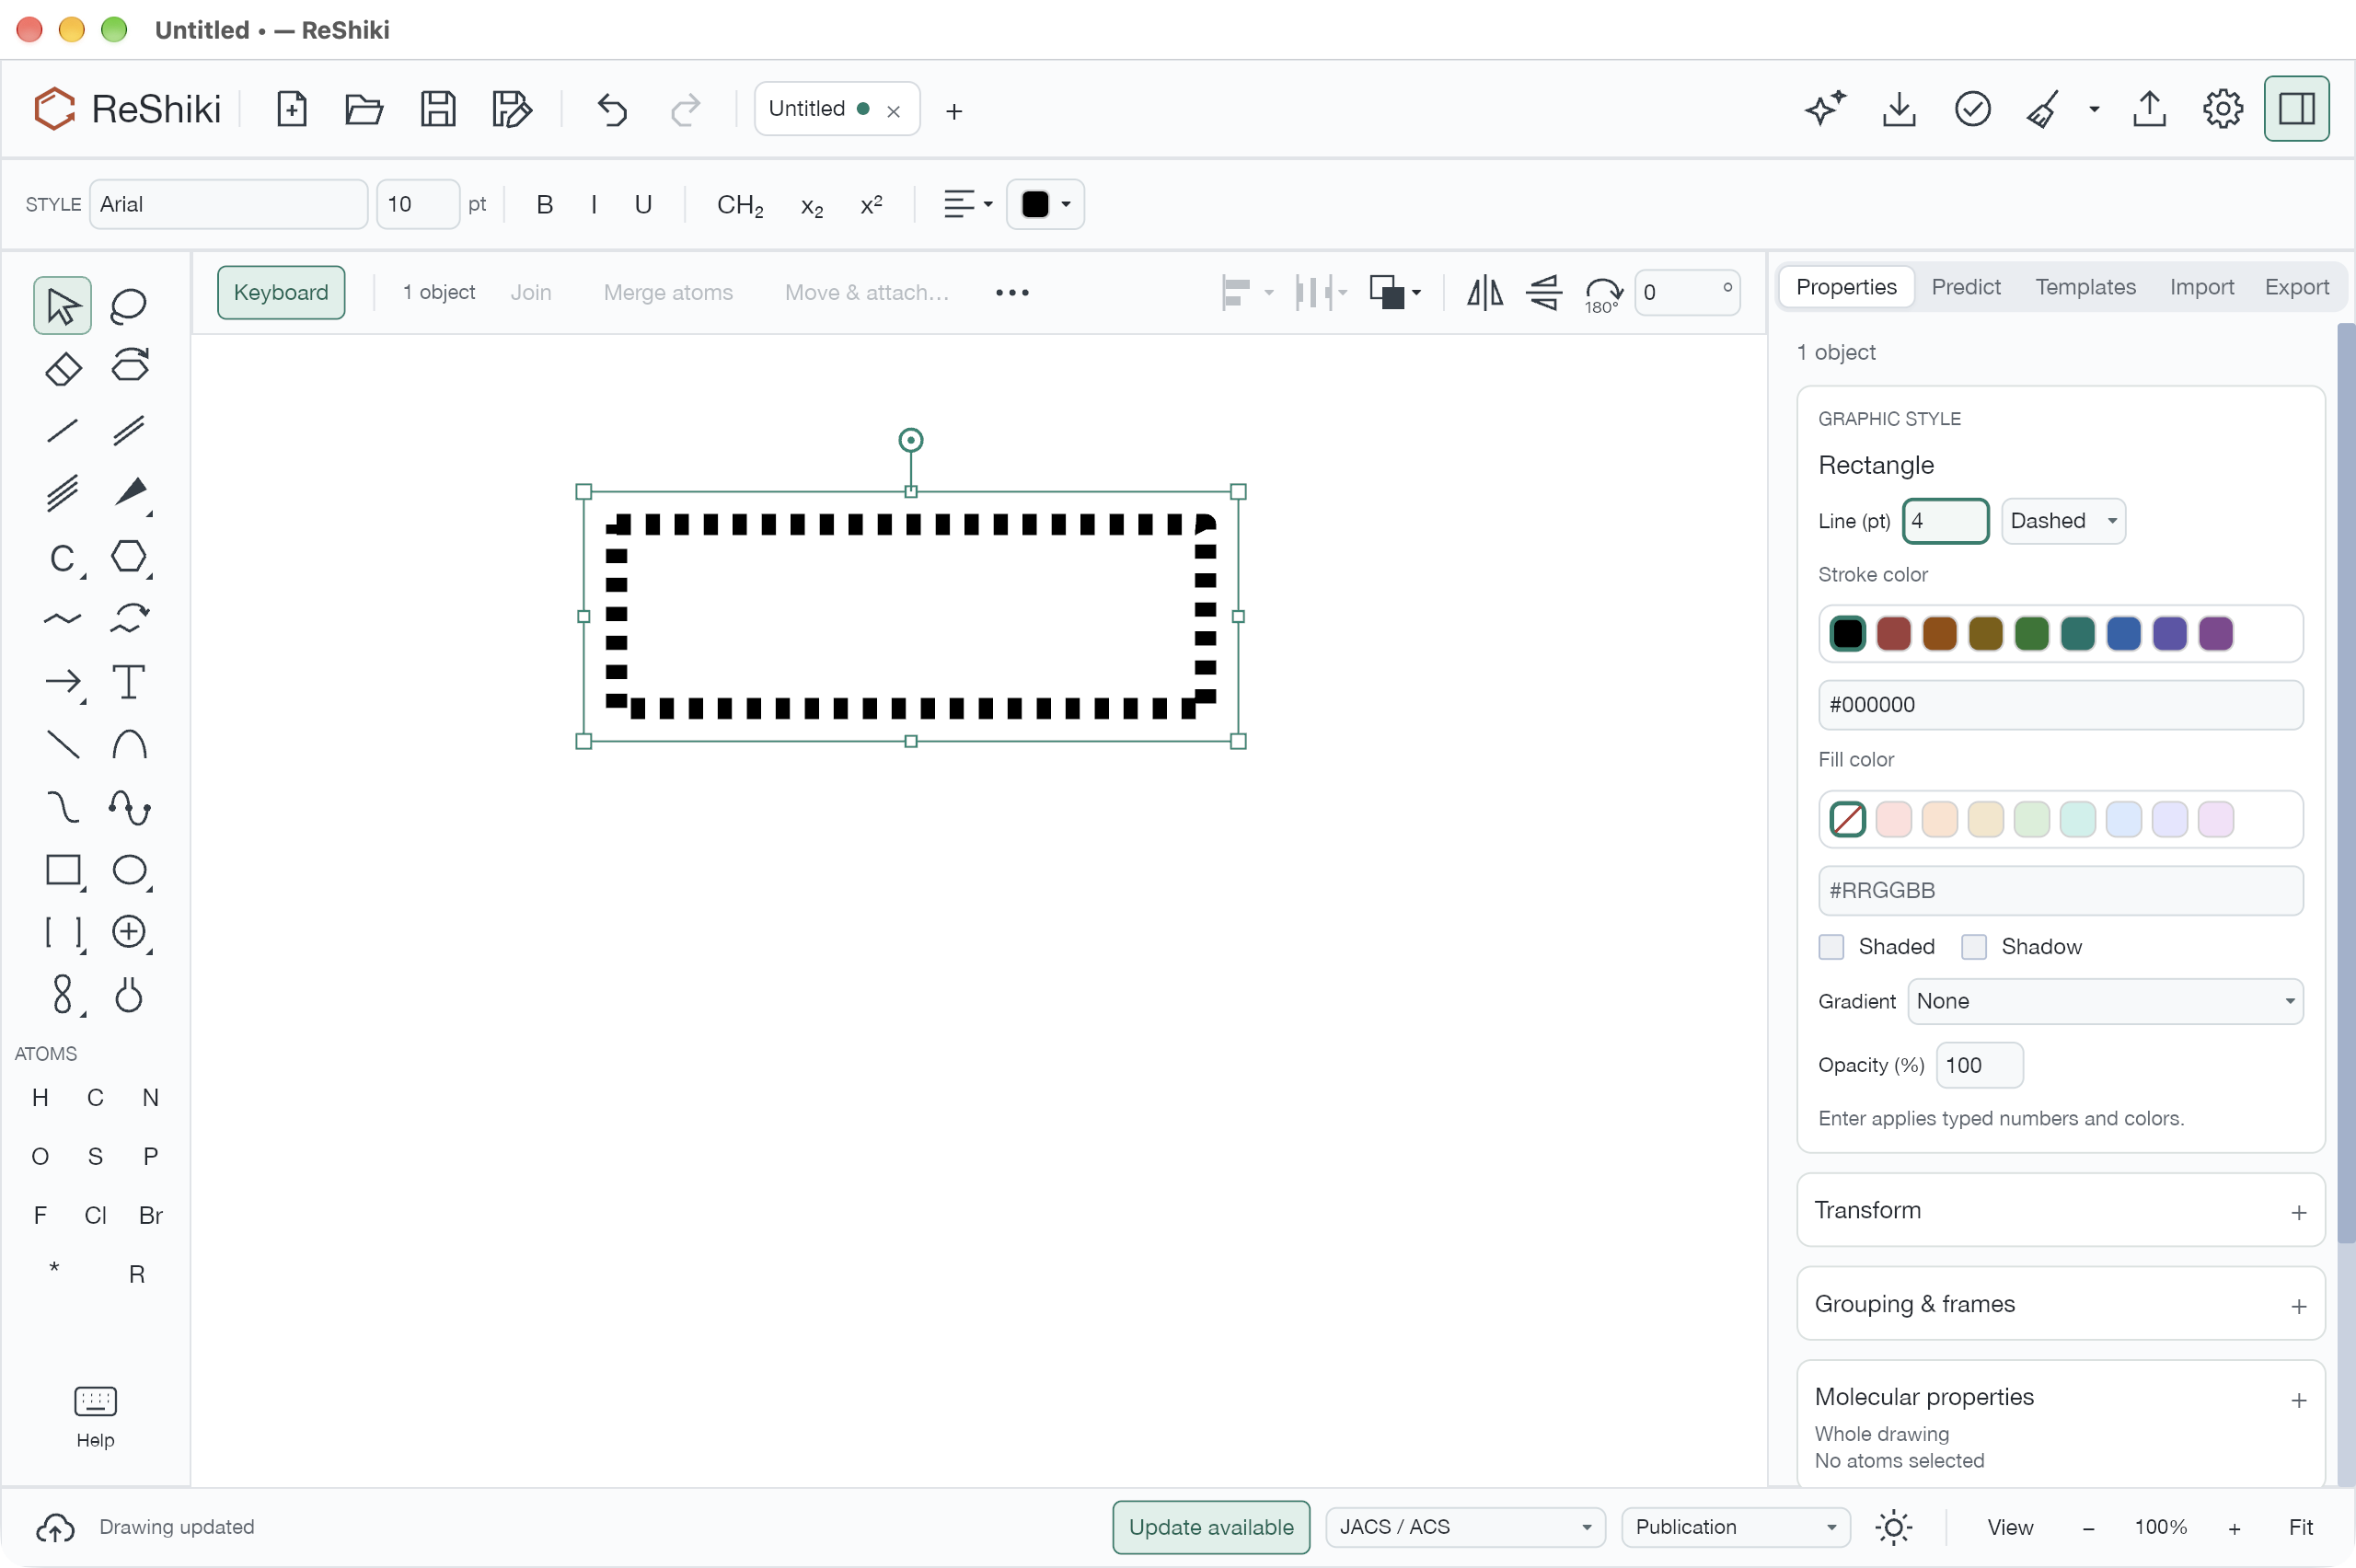 Untitled • — ReShiki
ReShiki
Untitled
STYLE Arial 10 pt B I U CH₂ x₂ x²
Keyboard 1 object Join Merge atoms Move & attach... 180° 0 °
Properties Predict Templates Import Export
1 object
GRAPHIC STYLE
Rectangle
Line (pt) 4 Dashed
Stroke color
#000000
Fill color
#RRGGBB
Shaded Shadow
Gradient None
Opacity (%) 100
Enter applies typed numbers and colors.
Transform +
Grouping & frames +
Molecular properties +
Whole drawing
No atoms selected
C
T
ATOMS
H C N
O S P
F Cl Br
* R
Help
Drawing updated Update available JACS / ACS Publication View – 100% + Fit